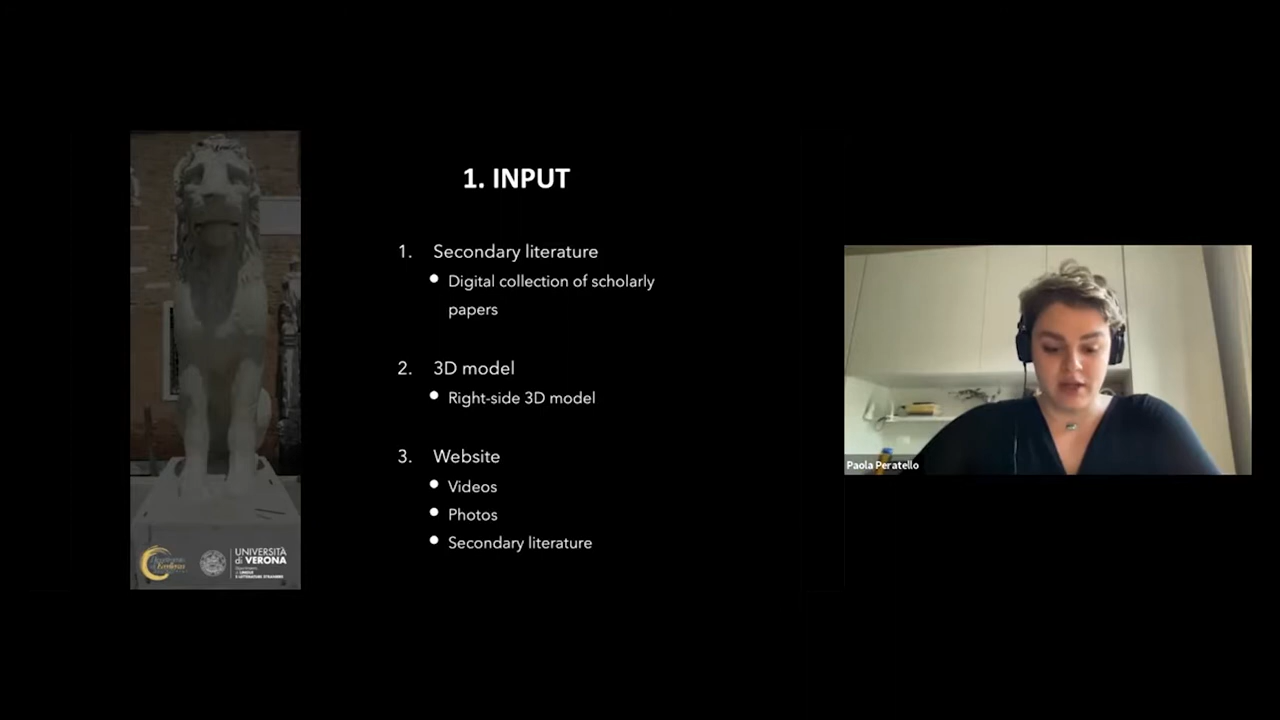 1. INPUT
1. Secondary literature
Digital collection of scholarly
papers
2. 3D model
Right-side 3D model
3. Website
Videos
Photos
Secondary literature
UNIVERSITÀ
di VERONA
Paola Peratello